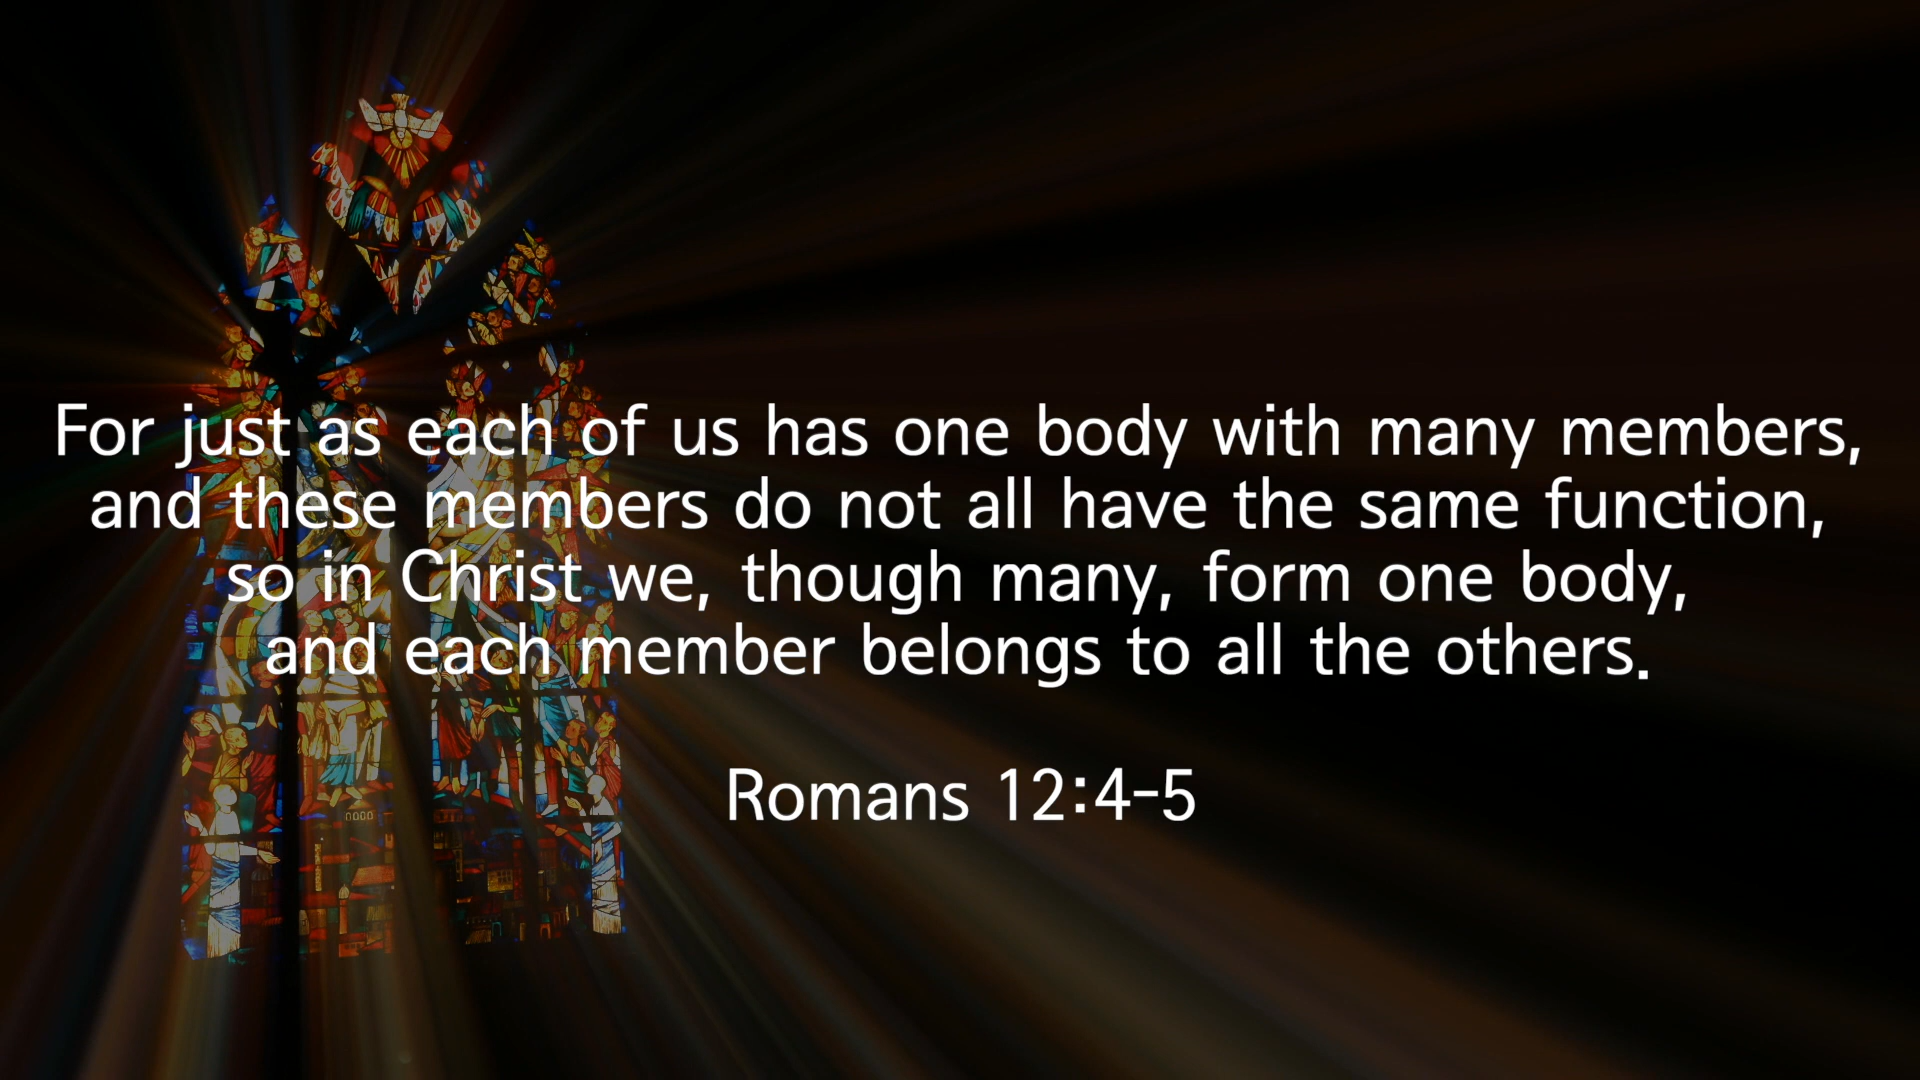 For just as each of us has one body with many members,
and these members do not all have the same function,
so in Christ we, though many, form one body,
and each member belongs to all the others.
Romans 12:4-5